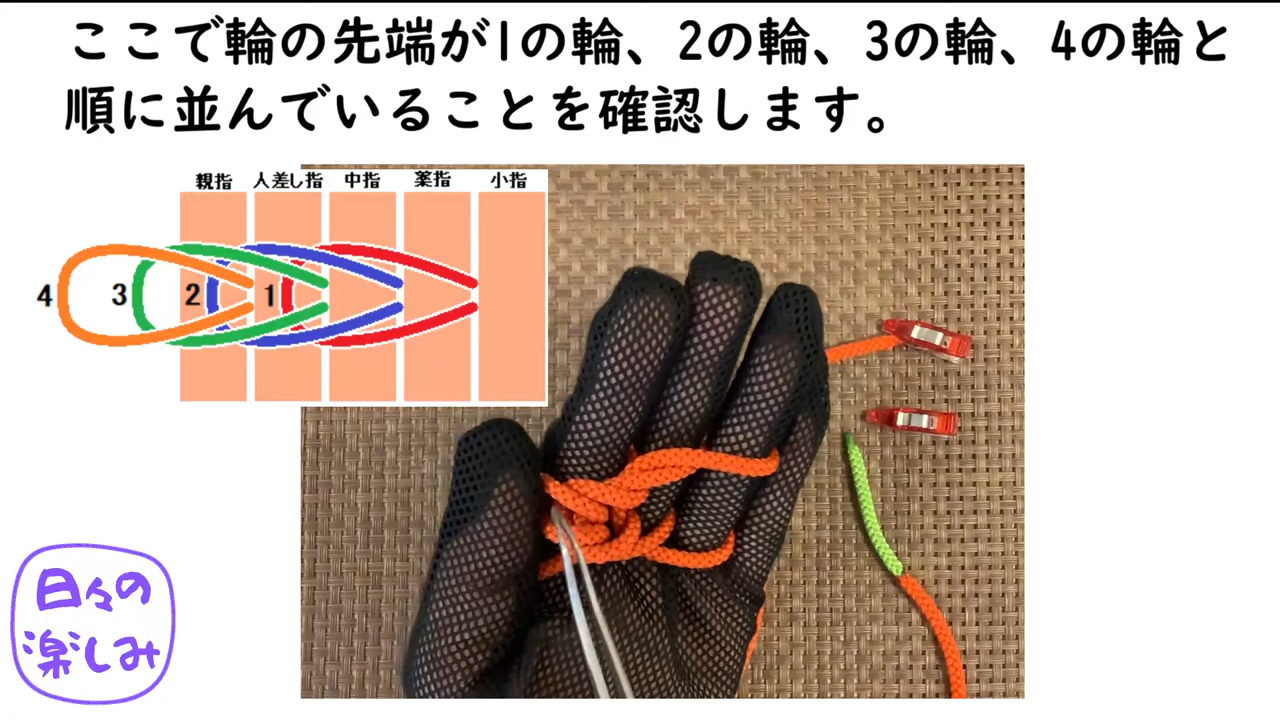 ここで輪の先端が1の輪、2の輪、3の輪、4の輪と
順に並んでいることを確認します。
親指 人差し指 中指 薬指 小指
4 3 2 1
日々の
楽しみ